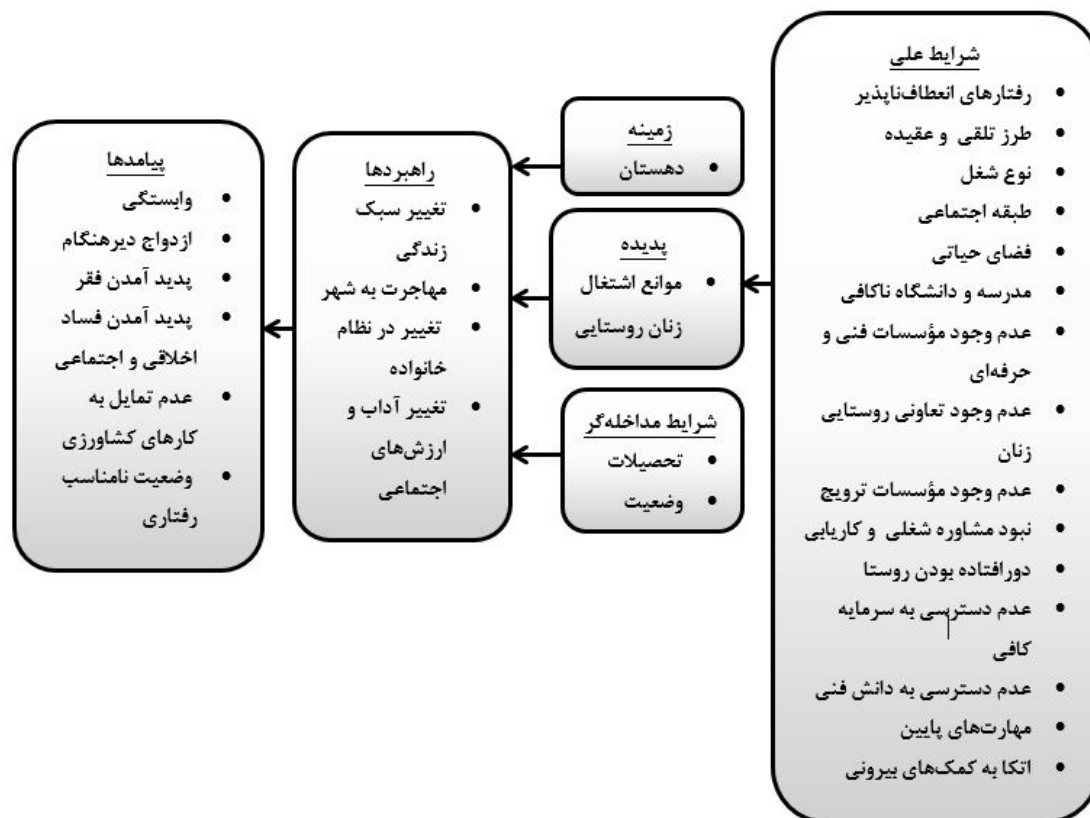 شرایط علی
• رفتارهای انعطاف‌ناپذیر
• طرز تلقی و عقیده
• نوع شغل
• طبقه اجتماعی
• فضای حیاتی
• مدرسه و دانشگاه ناکافی
• عدم وجود مؤسسات فنی و
حرفه‌ای
• عدم وجود تعاونی روستایی
زنان
• عدم وجود مؤسسات ترویج
• نبود مشاوره شغلی و کاریابی
• دورافتاده بودن روستا
• عدم دسترسی به سرمایه
کافی
• عدم دسترسی به دانش فنی
• مهارت‌های پایین
• اتکا به کمک‌های بیرونی
زمینه
• دهستان
پدیده
• موانع اشتغال
زنان روستایی
شرایط مداخله‌گر
• تحصیلات
• وضعیت
راهبردها
• تغییر سبک
زندگی
• مهاجرت به شهر
• تغییر در نظام
خانواده
• تغییر آداب و
ارزش‌های
اجتماعی
پیامدها
• وابستگی
• ازدواج دیرهنگام
• پدید آمدن فقر
• پدید آمدن فساد
اخلاقی و اجتماعی
• عدم تمایل به
کارهای کشاورزی
• وضعیت نامناسب
رفتاری